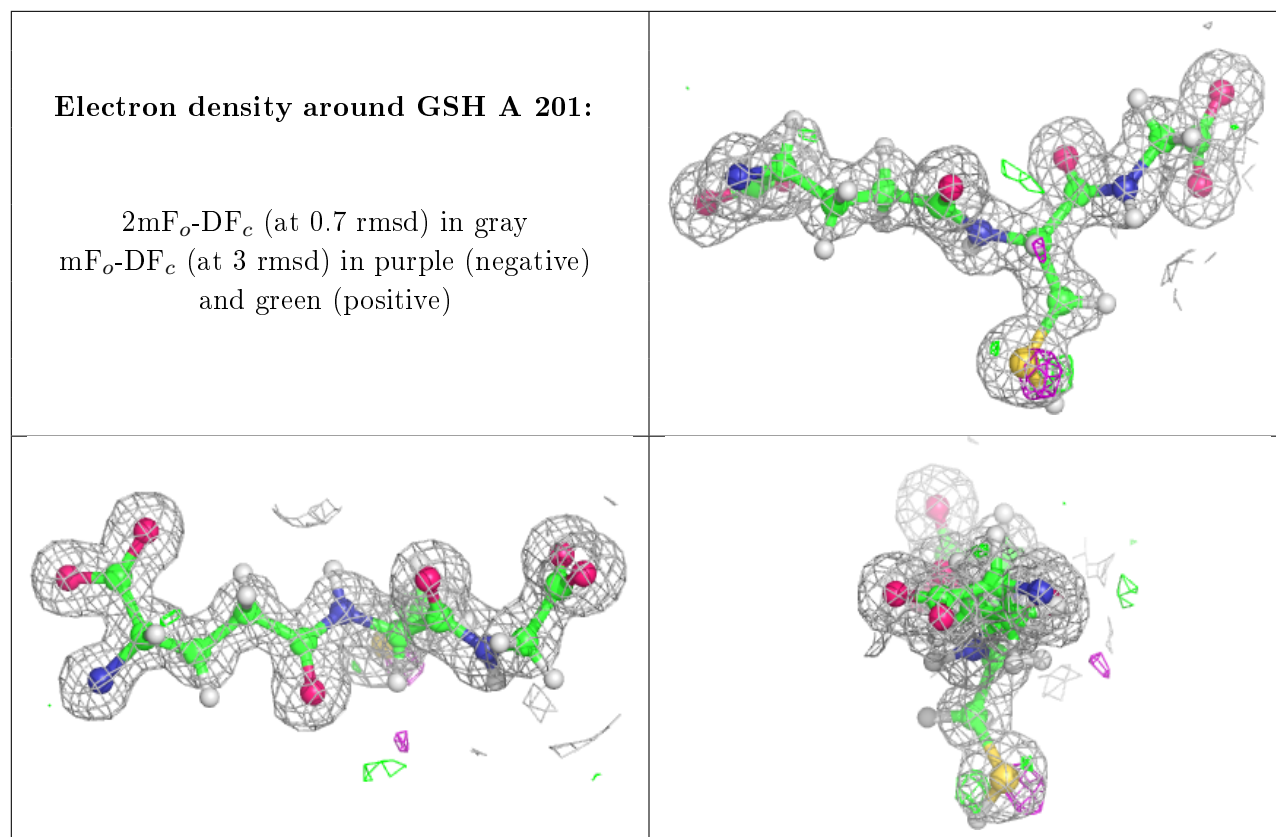 Electron density around GSH A 201:
2mFo-DFc (at 0.7 rmsd) in gray
mFo-DFc (at 3 rmsd) in purple (negative)
and green (positive)